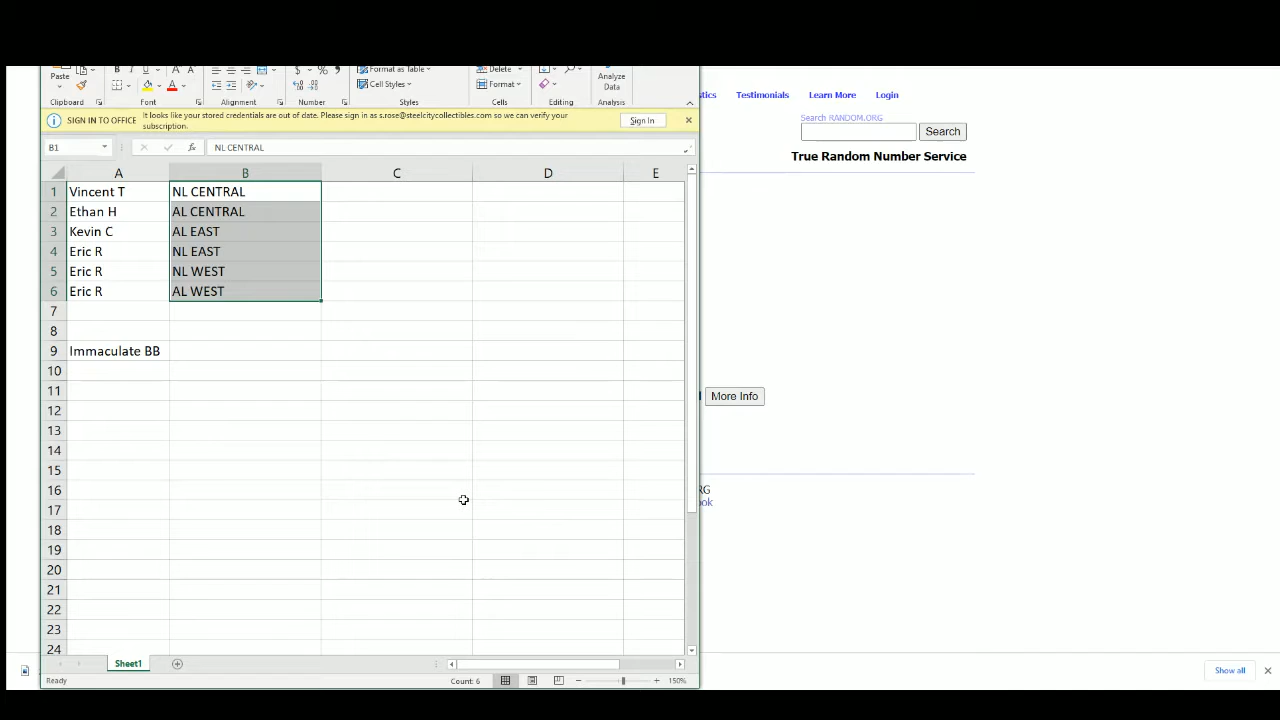 Paste
B I U A A
$ % 9
Format as Table
Cell Styles
Delete
Format
Analyze
Data
Clipboard Font Alignment Number Styles Cells Editing Analysis
SIGN IN TO OFFICE It looks like your stored credentials are out of date. Please sign in as s.rose@steelcitycollectibles.com so we can verify your
subscription.
Sign In
B1 fx NL CENTRAL
A B C D E
1 Vincent T NL CENTRAL
2 Ethan H AL CENTRAL
3 Kevin C AL EAST
4 Eric R NL EAST
5 Eric R NL WEST
6 Eric R AL WEST
7
8
9 Immaculate BB
10
11
12
13
14
15
16
17
18
19
20
21
22
23
24
Sheet1
Ready Count: 6 150%
stics Testimonials Learn More Login
Search RANDOM.ORG
Search
True Random Number Service
More Info
RG
ook
Show all